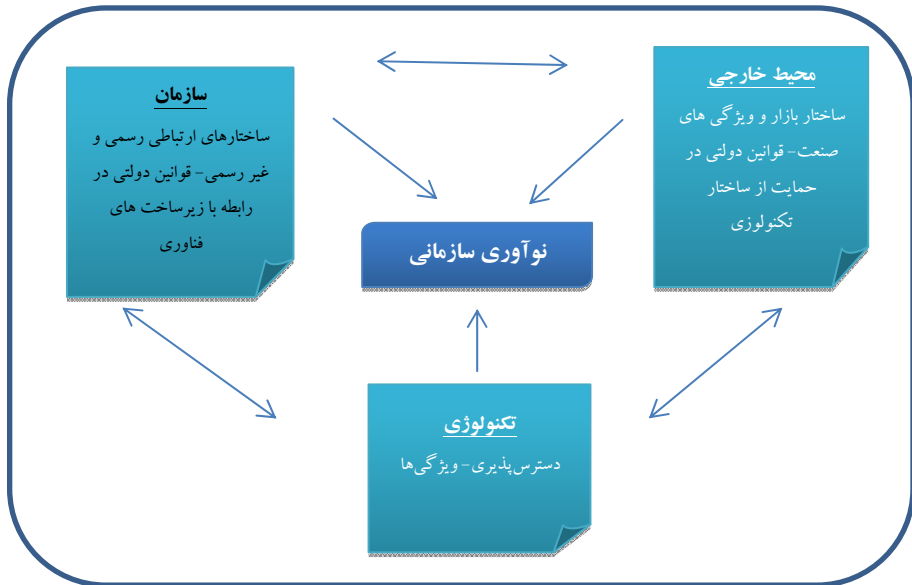 محیط خارجی
ساختار بازار و ویژگی های
صنعت- قوانین دولتی در
حمایت از ساختار
تکنولوزی
سازمان
ساختارهای ارتباطی رسمی و
غیر رسمی- قوانین دولتی در
رابطه با زیرساخت های
فناوری
نوآوری سازمانی
تکنولوژی
دسترس‌پذیری- ویژگی‌ها